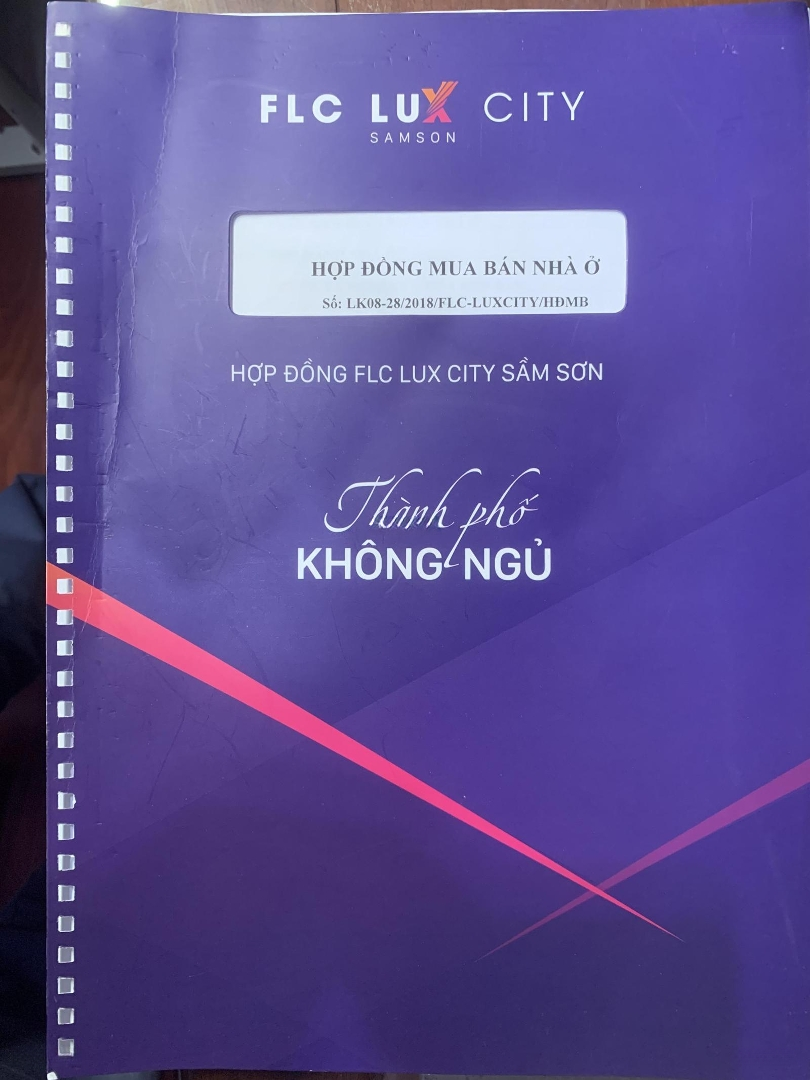 FLC LUX CITY
SAMSON
HỢP ĐỒNG MUA BÁN NHÀ Ở
Số: LK08-28/2018/FLC-LUXCITY/HĐMB
HỢP ĐỒNG FLC LUX CITY SẦM SƠN
Thành phố
KHÔNG NGỦ